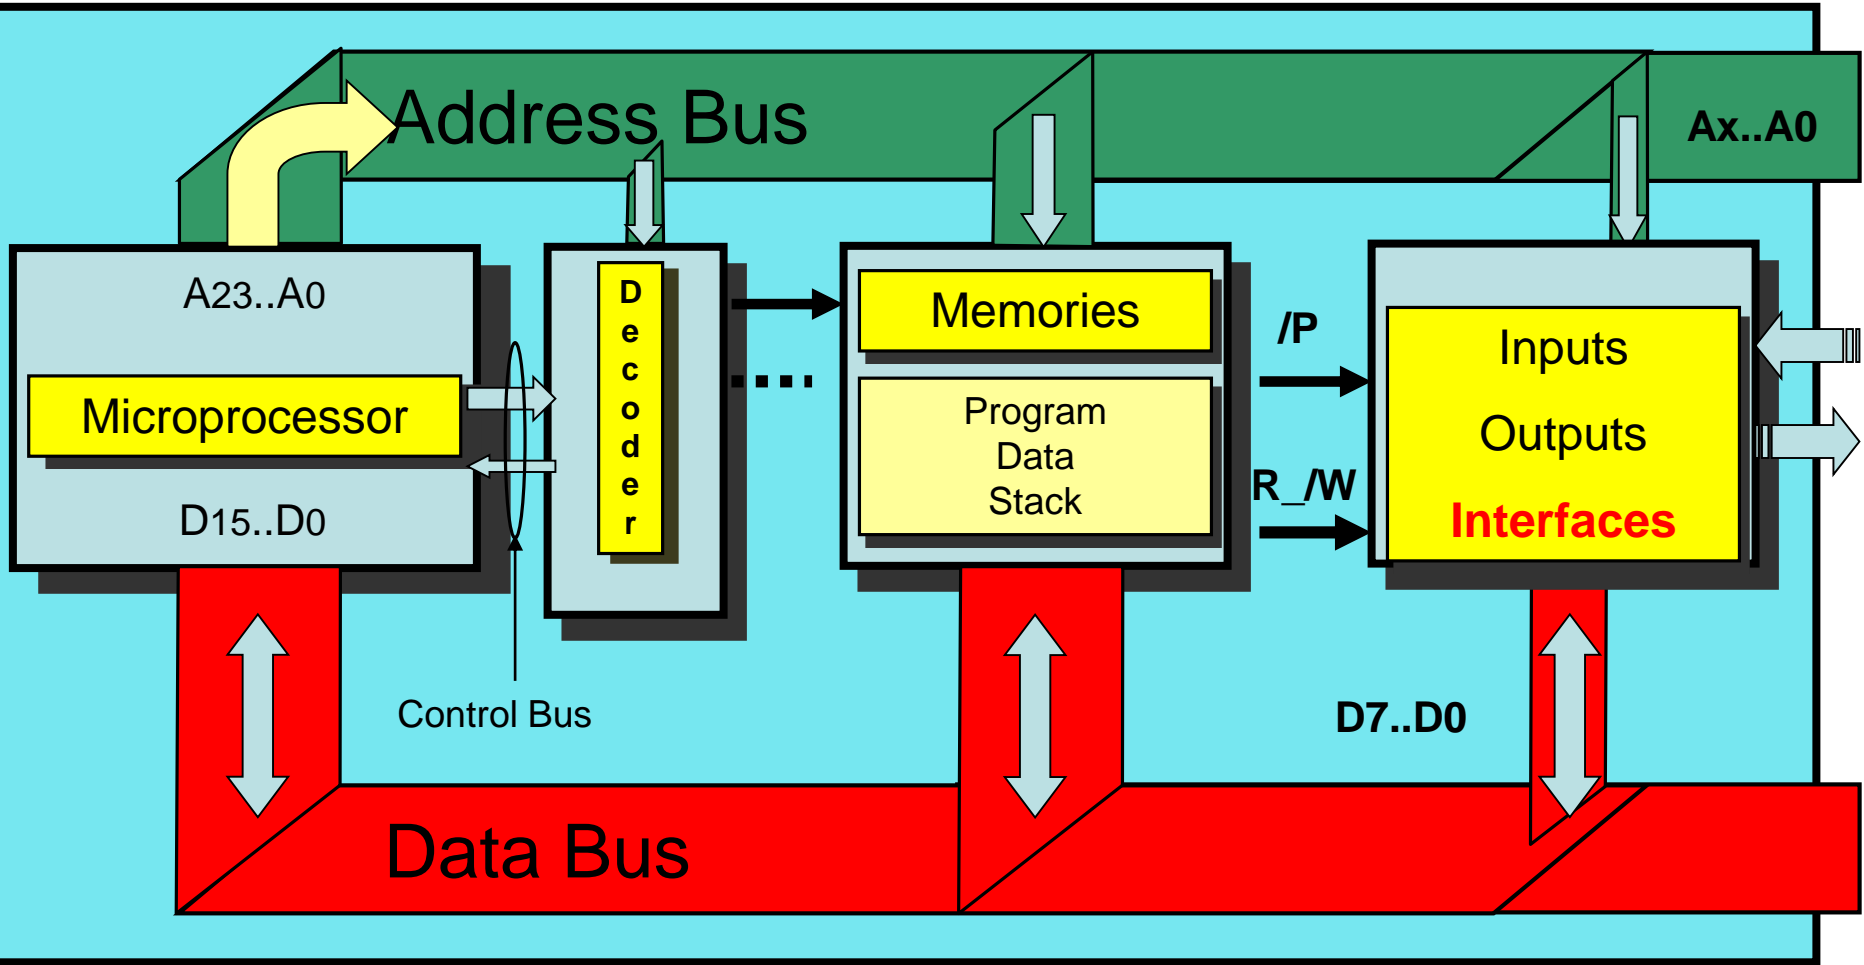 Address Bus
Ax..A0
A23..A0
Microprocessor
D15..D0
D
e
c
o
d
e
r
Memories
Program
Data
Stack
/P
R_/W
Inputs
Outputs
Interfaces
Control Bus
D7..D0
Data Bus